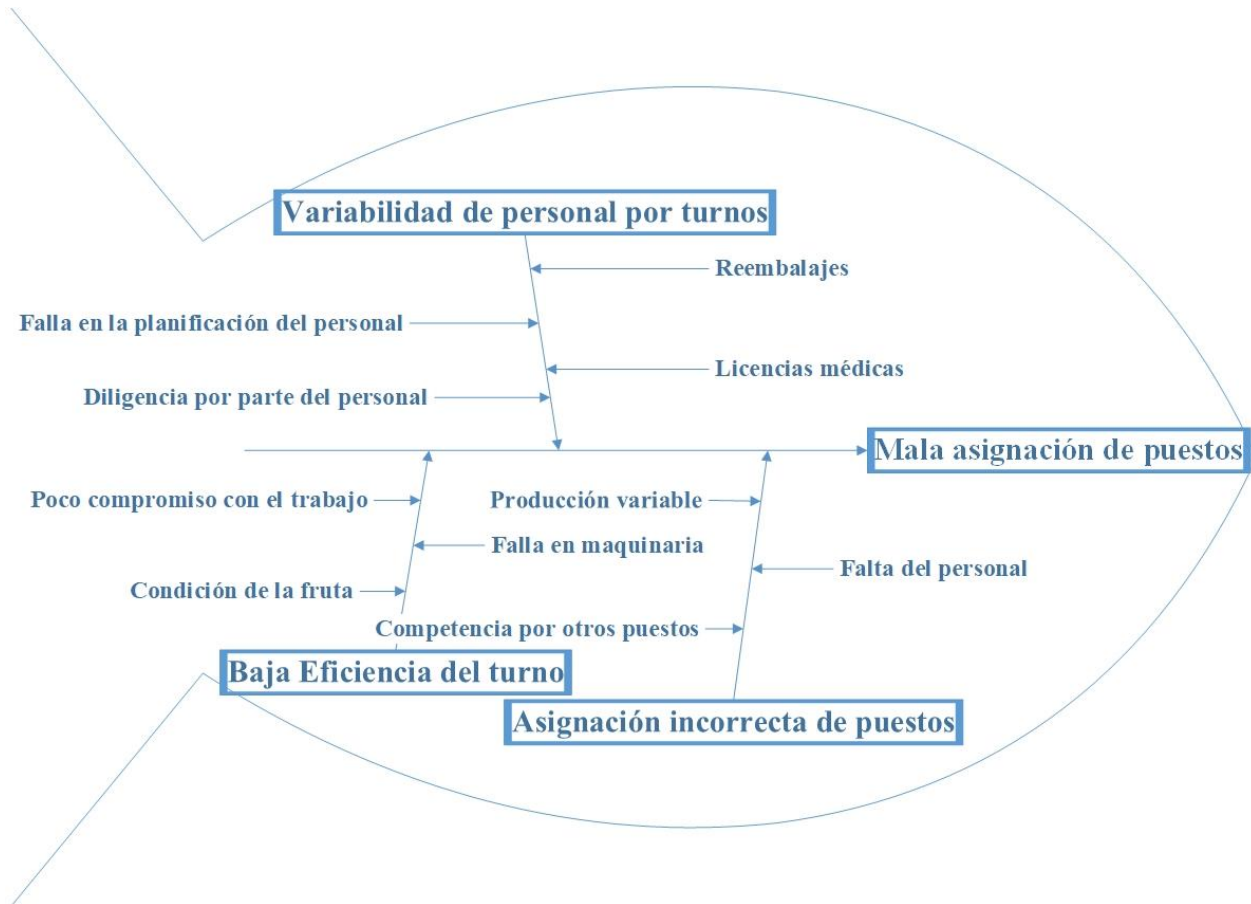 Variabilidad de personal por turnos
Reembalajes
Falla en la planificación del personal
Licencias médicas
Diligencia por parte del personal
Mala asignación de puestos
Poco compromiso con el trabajo
Producción variable
Falla en maquinaria
Falta del personal
Condición de la fruta
Competencia por otros puestos
Baja Eficiencia del turno
Asignación incorrecta de puestos